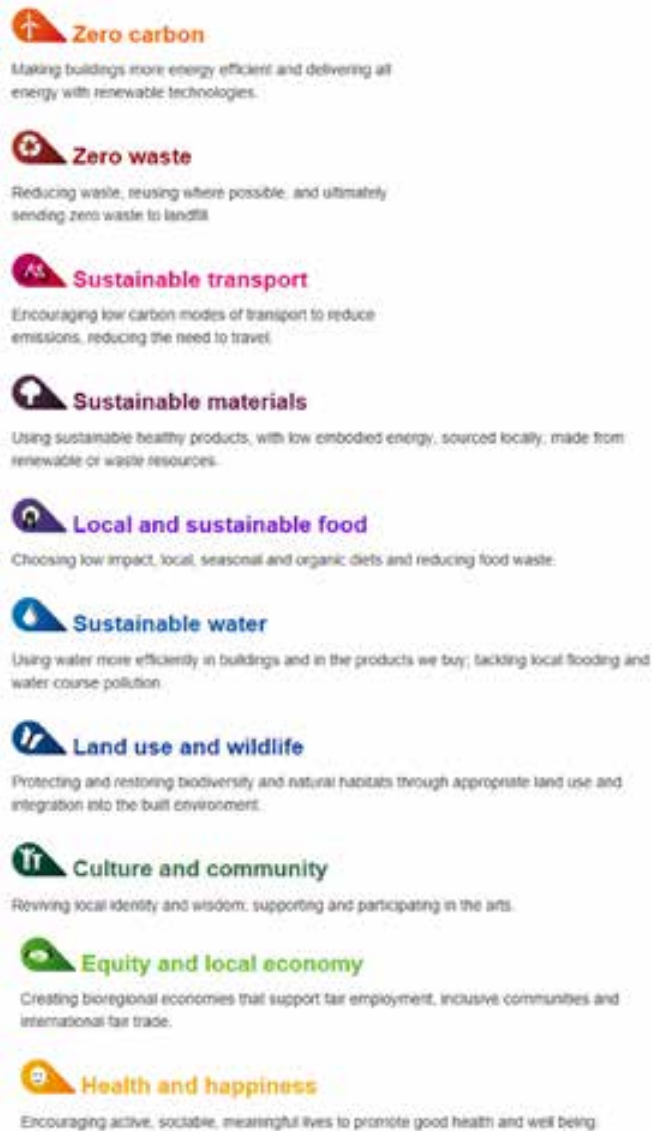 Zero carbon
Making buildings more energy efficient and delivering all
energy with renewable technologies.
Zero waste
Reducing waste, reusing where possible, and ultimately
sending zero waste to landfill
Sustainable transport
Encouraging low carbon modes of transport to reduce
emissions, reducing the need to travel.
Sustainable materials
Using sustainable healthy products, with low embodied energy, sourced locally, made from
renewable or waste resources.
Local and sustainable food
Choosing low impact, local, seasonal and organic diets and reducing food waste.
Sustainable water
Using water more efficiently in buildings and in the products we buy; tackling local flooding and
water course pollution
Land use and wildlife
Protecting and restoring biodiversity and natural habitats through appropriate land use and
integration into the built environment.
Culture and community
Reviving local identity and wisdom; supporting and participating in the arts.
Equity and local economy
Creating bioregional economies that support fair employment, inclusive communities and
international fair trade.
Health and happiness
Encouraging active, sociable, meaningful lives to promote good health and well being.